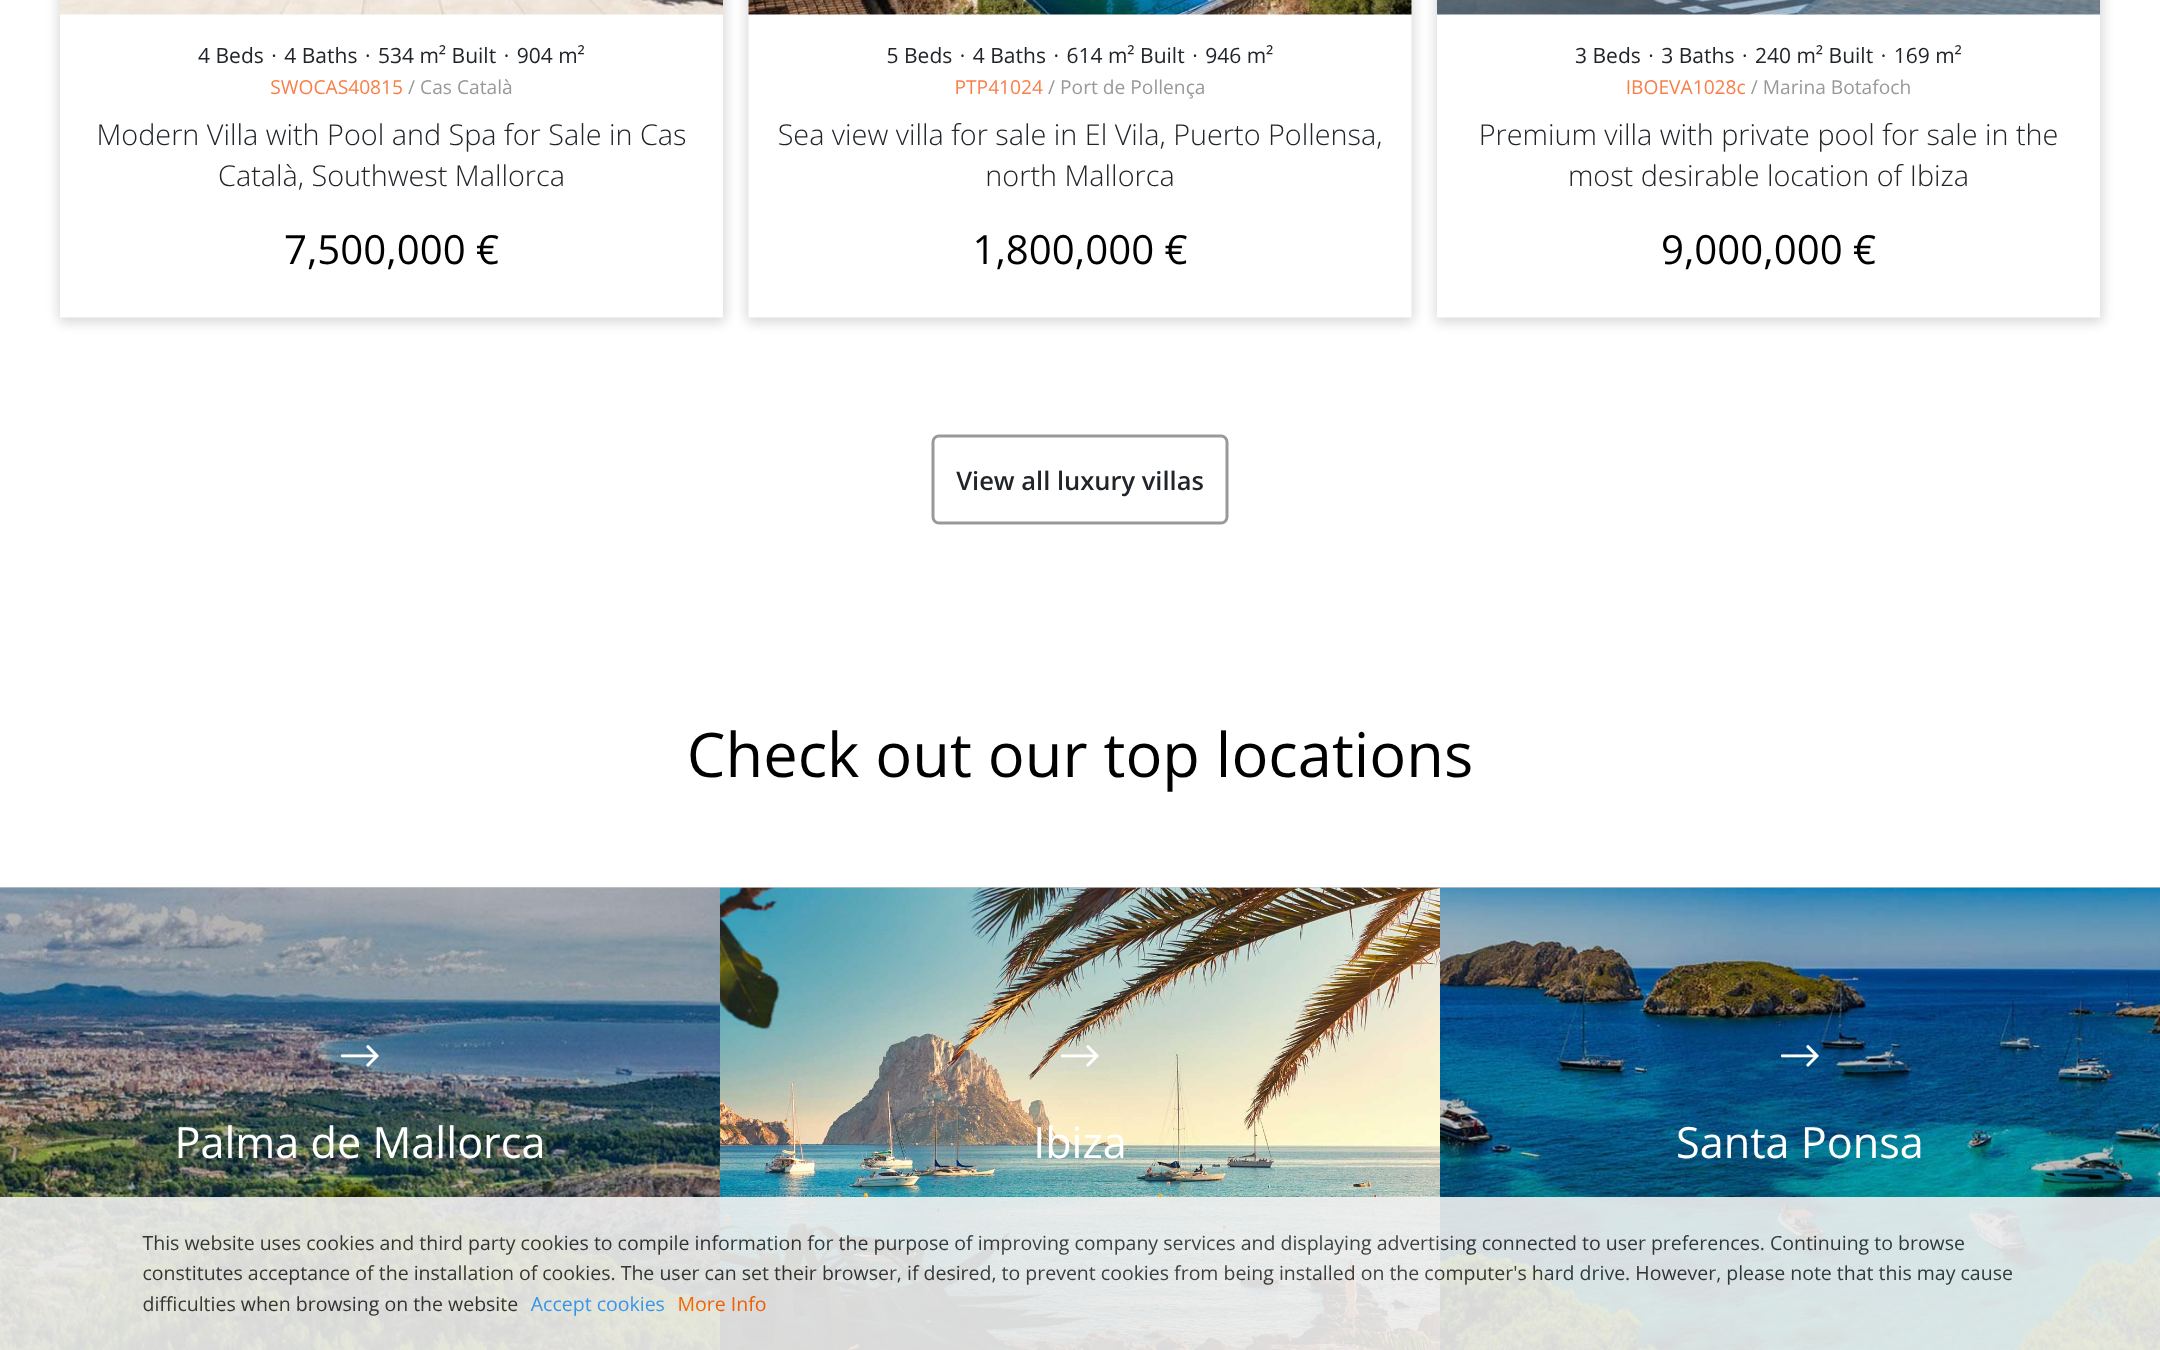 4 Beds · 4 Baths · 534 m² Built · 904 m²
SWOCAS40815 / Cas Català
Modern Villa with Pool and Spa for Sale in Cas
Català, Southwest Mallorca
7,500,000 €
5 Beds · 4 Baths · 614 m² Built · 946 m²
PTP41024 / Port de Pollença
Sea view villa for sale in El Vila, Puerto Pollensa,
north Mallorca
1,800,000 €
3 Beds · 3 Baths · 240 m² Built · 169 m²
IBOEVA1028c / Marina Botafoch
Premium villa with private pool for sale in the
most desirable location of Ibiza
9,000,000 €
View all luxury villas
Check out our top locations
Palma de Mallorca
Ibiza
Santa Ponsa
This website uses cookies and third party cookies to compile information for the purpose of improving company services and displaying advertising connected to user preferences. Continuing to browse
constitutes acceptance of the installation of cookies. The user can set their browser, if desired, to prevent cookies from being installed on the computer's hard drive. However, please note that this may cause
difficulties when browsing on the website Accept cookies More Info